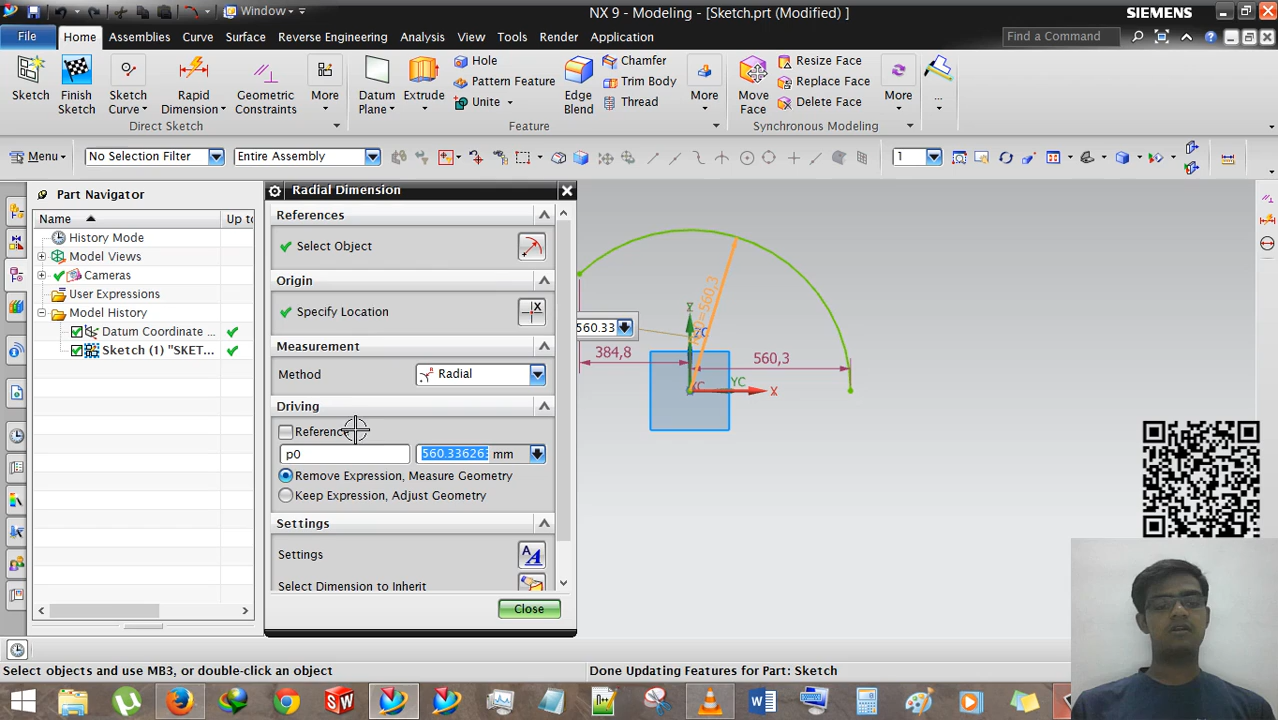 Window
NX 9 - Modeling - [Sketch.prt (Modified) ]
SIEMENS
File
Home
Assemblies
Curve
Surface
Reverse Engineering
Analysis
View
Tools
Render
Application
Find a Command
Sketch
Finish Sketch
Sketch Curve
Rapid Dimension
Geometric Constraints
More
Datum Plane
Extrude
Hole
Pattern Feature
Unite
Edge Blend
Chamfer
Trim Body
Thread
More
Move Face
Resize Face
Replace Face
Delete Face
More
...
Direct Sketch
Feature
Synchronous Modeling
Menu
No Selection Filter
Entire Assembly
1
Part Navigator
Name
Up to
History Mode
Model Views
Cameras
User Expressions
Model History
Datum Coordinate ...
Sketch (1) "SKET...
Radial Dimension
References
Select Object
Origin
Specify Location
Measurement
Method
Radial
Driving
Reference
p0
560.336263
mm
Remove Expression, Measure Geometry
Keep Expression, Adjust Geometry
Settings
Settings
Select Dimension to Inherit
Close
560.33
384,8
560,3
Z
ZC
YC
X
Select objects and use MB3, or double-click an object
Done Updating Features for Part: Sketch
SW
W